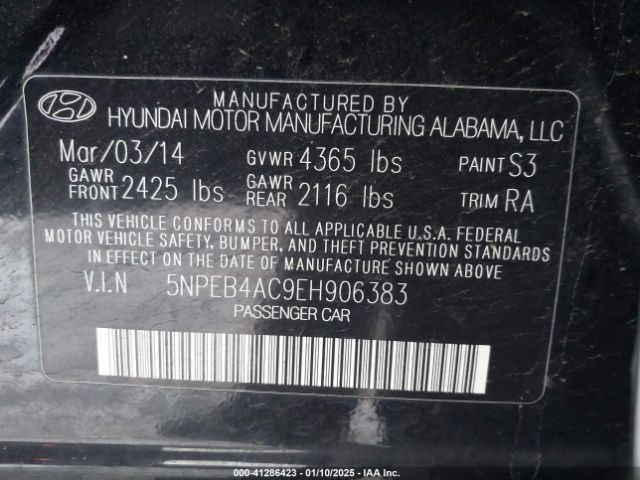 MANUFACTURED BY
HYUNDAI MOTOR MANUFACTURING ALABAMA, LLC
Mar/03/14 GVWR 4365 lbs PAINT S3
GAWR FRONT 2425 lbs GAWR REAR 2116 lbs TRIM RA
THIS VEHICLE CONFORMS TO ALL APPLICABLE U.S.A. FEDERAL
MOTOR VEHICLE SAFETY, BUMPER, AND THEFT PREVENTION STANDARDS
IN EFFECT ON THE DATE OF MANUFACTURE SHOWN ABOVE.
V.I.N 5NPEB4AC9EH906383
PASSENGER CAR
000-41286423 - 01/10/2025 - IAA Inc.